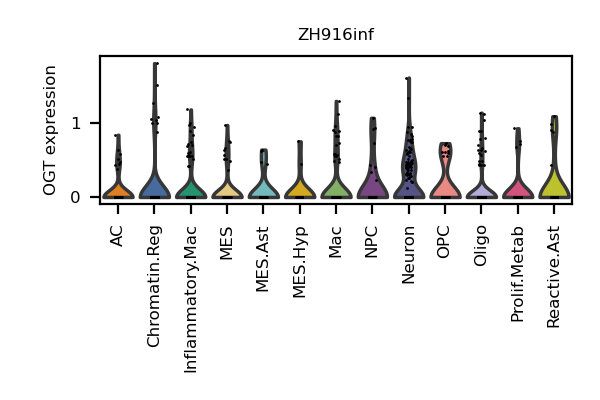 ZH916inf
OGT expression
1
0
AC
Chromatin.Reg
Inflammatory.Mac
MES
MES.Ast
MES.Hyp
Mac
NPC
Neuron
OPC
Oligo
Prolif.Metab
Reactive.Ast